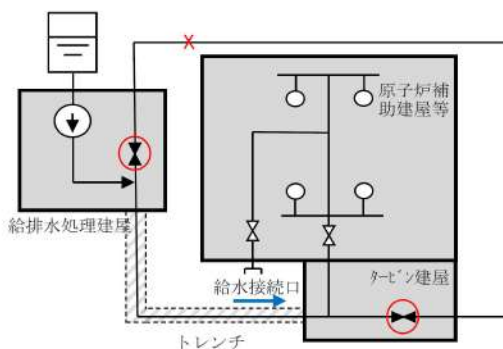 原子炉補
助建屋等
給排水処理建屋
給水接続口
ﾀｰﾋﾞﾝ建屋
トレンチ